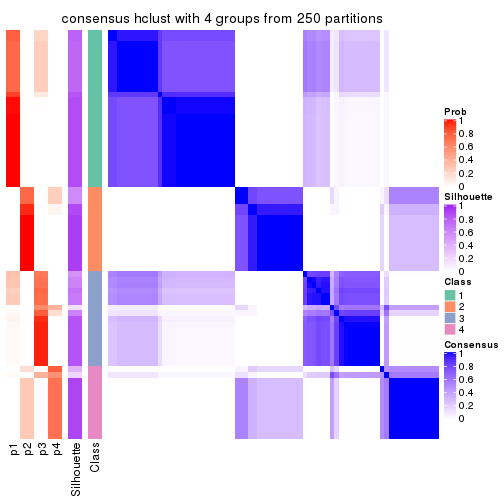 consensus hclust with 4 groups from 250 partitions
Prob
1
0.8
0.6
0.4
0.2
0
Silhouette
1
0.8
0.6
0.4
0.2
0
Class
1
2
3
4
Consensus
1
0.8
0.6
0.4
0.2
0
p1
p2
p3
p4
Silhouette
Class